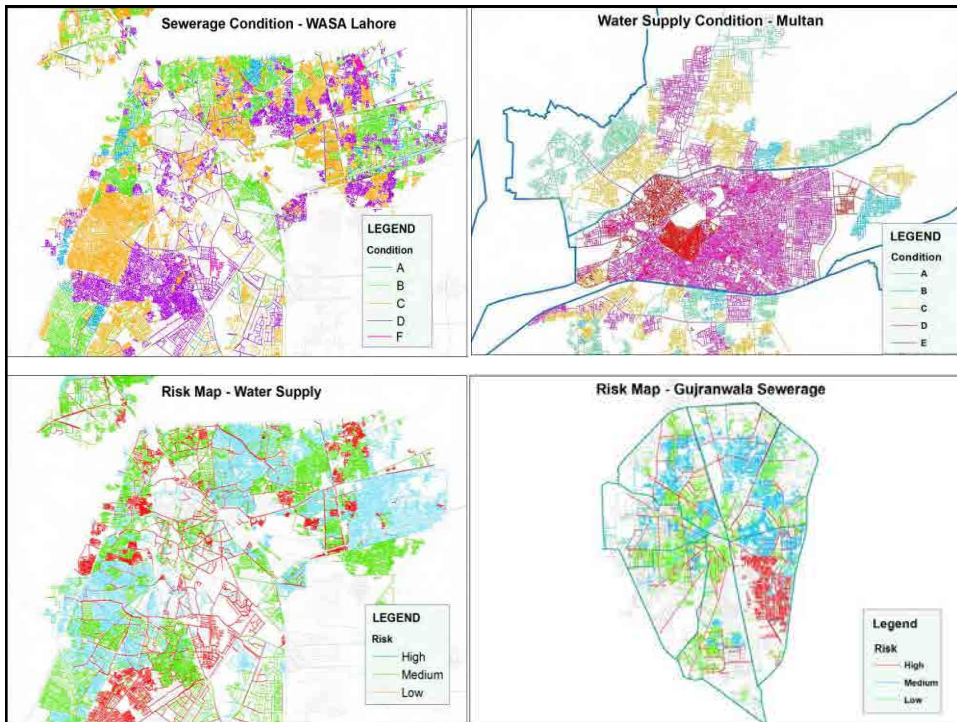 Sewerage Condition - WASA Lahore
LEGEND
Condition
A
B
C
D
F
Water Supply Condition - Multan
LEGEND
Condition
A
B
C
D
E
Risk Map - Water Supply
LEGEND
Risk
High
Medium
Low
Risk Map - Gujranwala Sewerage
Legend
Risk
High
Medium
Low